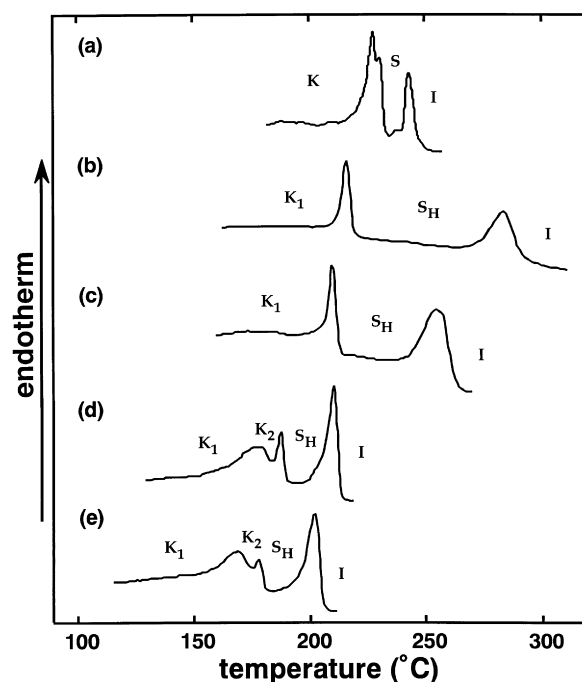 (a)
K S I
(b)
K1 SH I
(c)
K1 SH I
(d)
K1 K2 SH I
(e)
K1 K2 SH I
endotherm
100 150 200 250 300
temperature (°C)